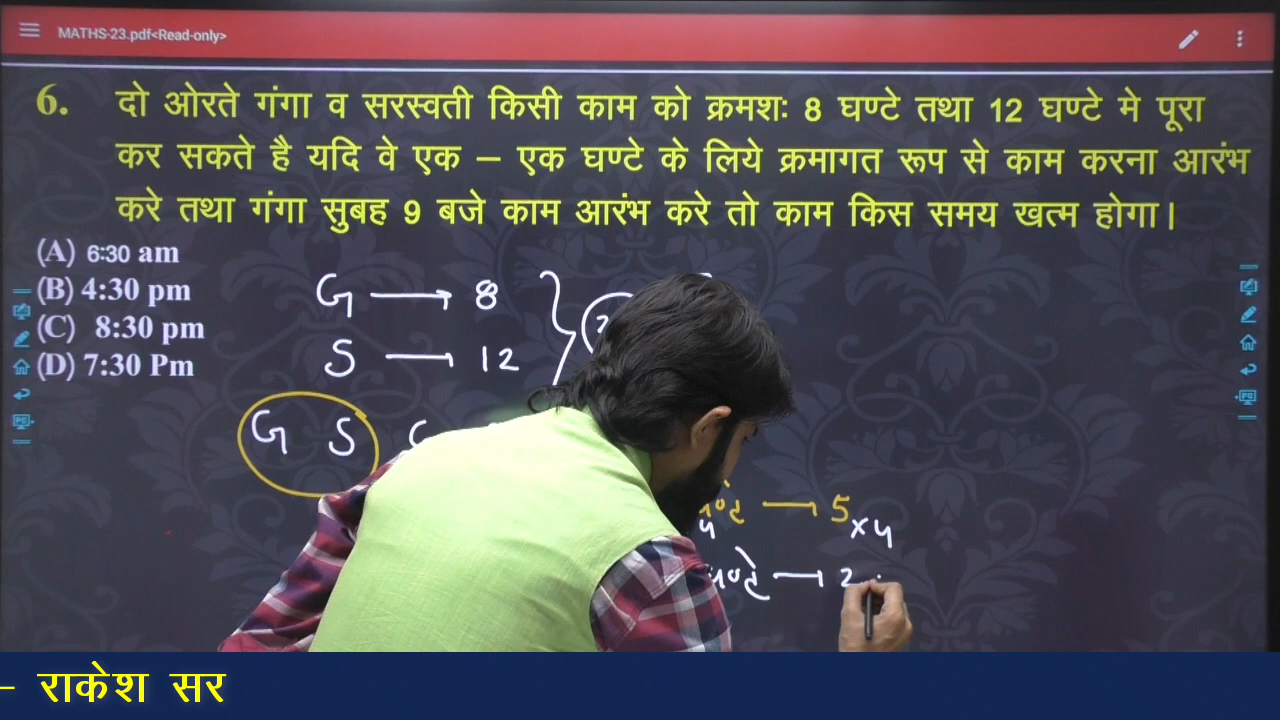 MATHS-23.pdf<Read-only>
6. दो ओरते गंगा व सरस्वती किसी काम को क्रमशः 8 घण्टे तथा 12 घण्टे मे पूरा
कर सकते है यदि वे एक – एक घण्टे के लिये क्रमागत रूप से काम करना आरंभ
करे तथा गंगा सुबह 9 बजे काम आरंभ करे तो काम किस समय खत्म होगा।
(A) 6:30 am
(B) 4:30 pm
(C) 8:30 pm
(D) 7:30 Pm
G → 8
S → 12
G S
→ 5
4 ×4
→ 2
– राकेश सर